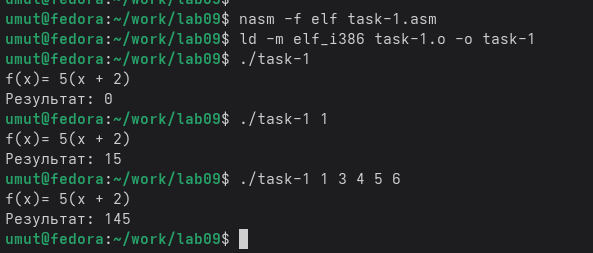 umut@fedora:~/work/lab09$ nasm -f elf task-1.asm
umut@fedora:~/work/lab09$ ld -m elf_i386 task-1.o -o task-1
umut@fedora:~/work/lab09$ ./task-1
f(x)= 5(x + 2)
Результат: 0
umut@fedora:~/work/lab09$ ./task-1 1
f(x)= 5(x + 2)
Результат: 15
umut@fedora:~/work/lab09$ ./task-1 1 3 4 5 6
f(x)= 5(x + 2)
Результат: 145
umut@fedora:~/work/lab09$